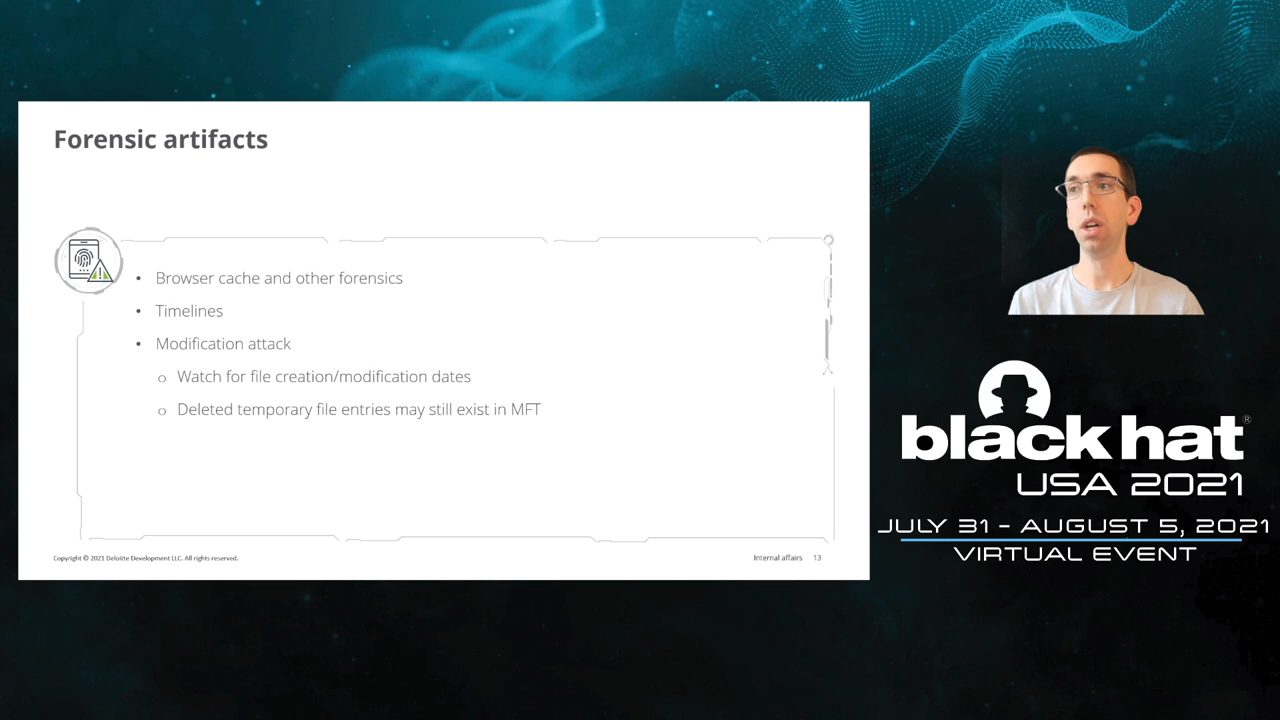 Forensic artifacts
• Browser cache and other forensics
• Timelines
• Modification attack
o Watch for file creation/modification dates
o Deleted temporary file entries may still exist in MFT
Copyright © 2021 Deloitte Development LLC. All rights reserved.
Internal affairs 13
black hat®
USA 2021
JULY 31 - AUGUST 5, 2021
VIRTUAL EVENT